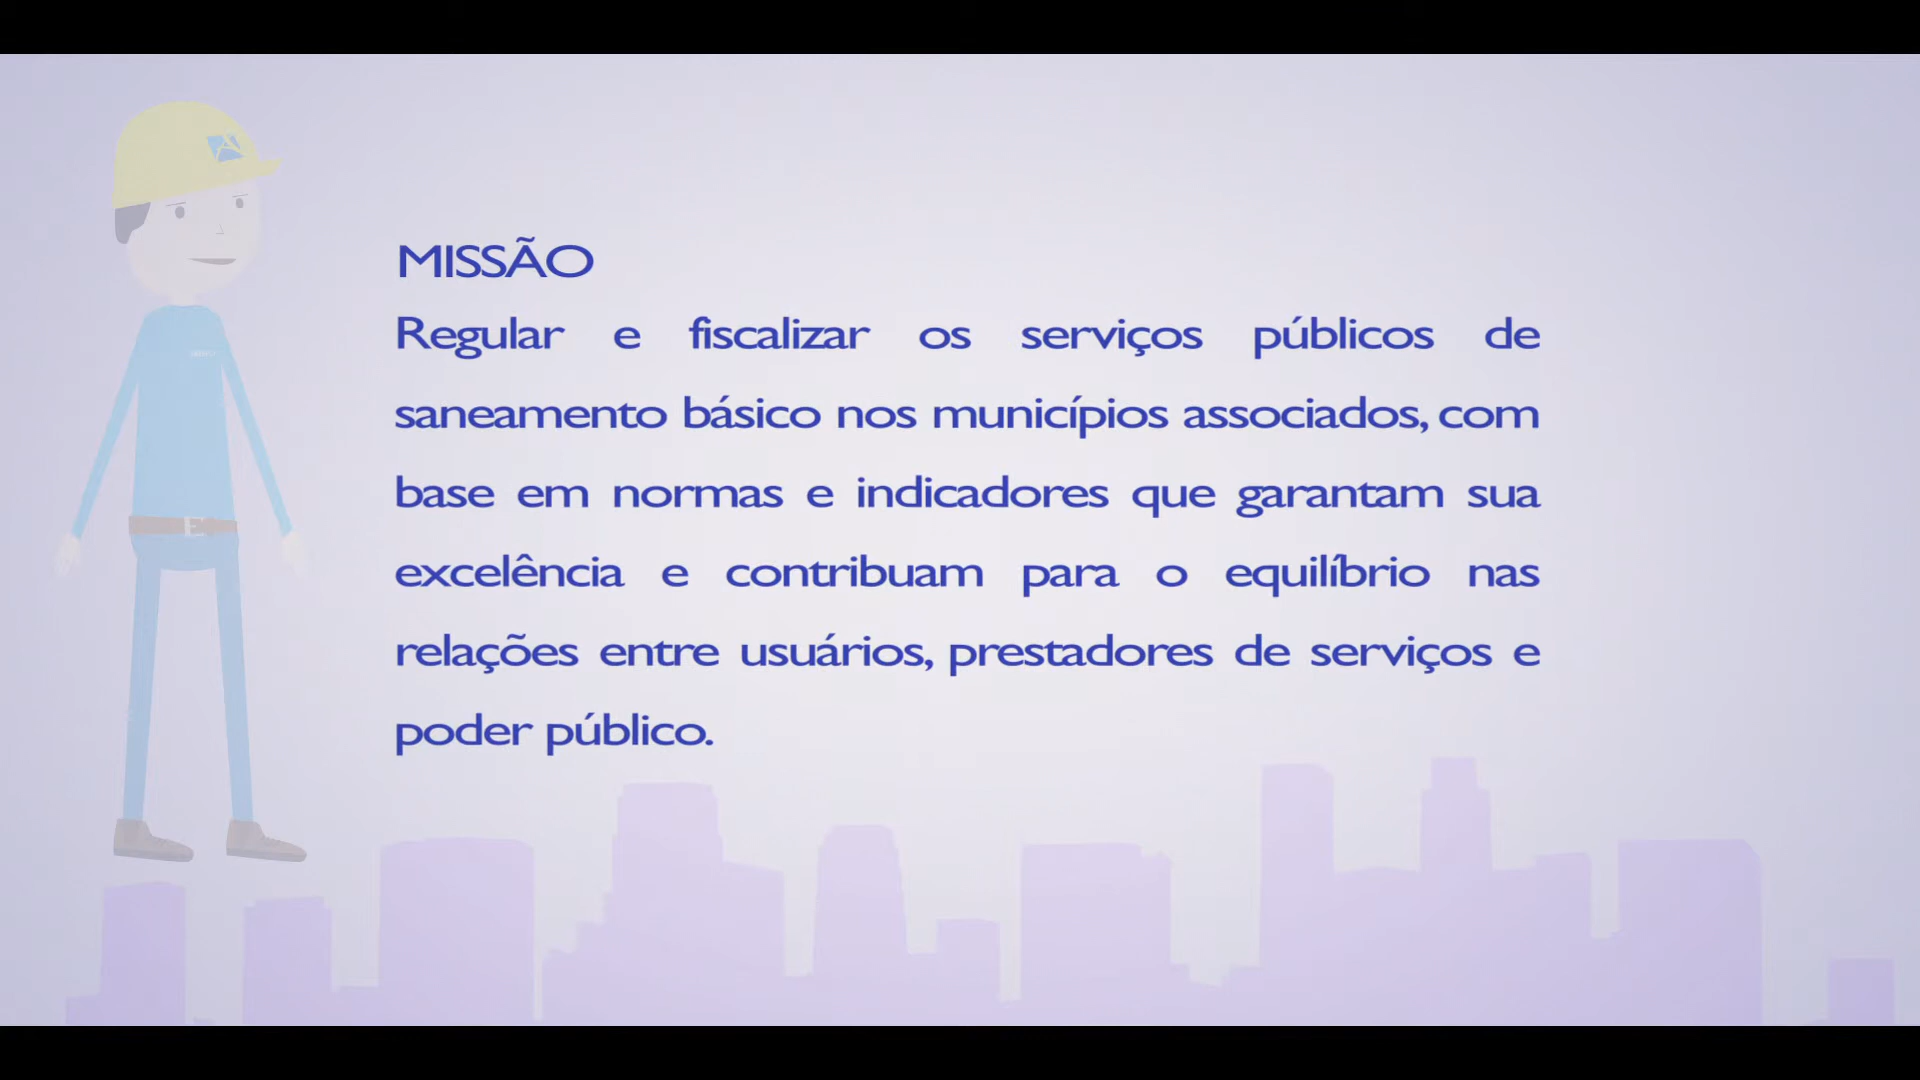 MISSÃO
Regular e fiscalizar os serviços públicos de
saneamento básico nos municípios associados, com
base em normas e indicadores que garantam sua
excelência e contribuam para o equilíbrio nas
relações entre usuários, prestadores de serviços e
poder público.